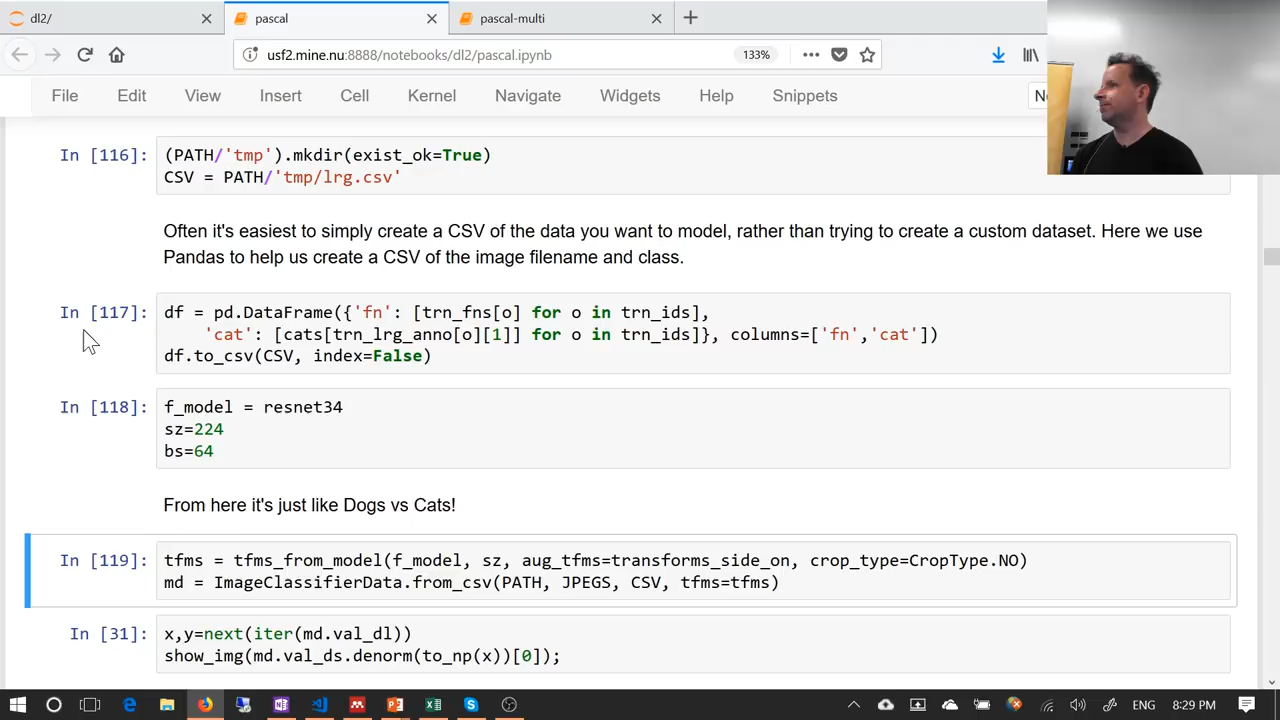 dl2/
pascal
pascal-multi
usf2.mine.nu:8888/notebooks/dl2/pascal.ipynb
133%
File Edit View Insert Cell Kernel Navigate Widgets Help Snippets
In [116]: (PATH/'tmp').mkdir(exist_ok=True)
CSV = PATH/'tmp/lrg.csv'
Often it's easiest to simply create a CSV of the data you want to model, rather than trying to create a custom dataset. Here we use
Pandas to help us create a CSV of the image filename and class.
In [117]: df = pd.DataFrame({'fn': [trn_fns[o] for o in trn_ids],
'cat': [cats[trn_lrg_anno[o][1]] for o in trn_ids]}, columns=['fn','cat'])
df.to_csv(CSV, index=False)
In [118]: f_model = resnet34
sz=224
bs=64
From here it's just like Dogs vs Cats!
In [119]: tfms = tfms_from_model(f_model, sz, aug_tfms=transforms_side_on, crop_type=CropType.NO)
md = ImageClassifierData.from_csv(PATH, JPEGS, CSV, tfms=tfms)
In [31]: x,y=next(iter(md.val_dl))
show_img(md.val_ds.denorm(to_np(x))[0]);
ENG 8:29 PM